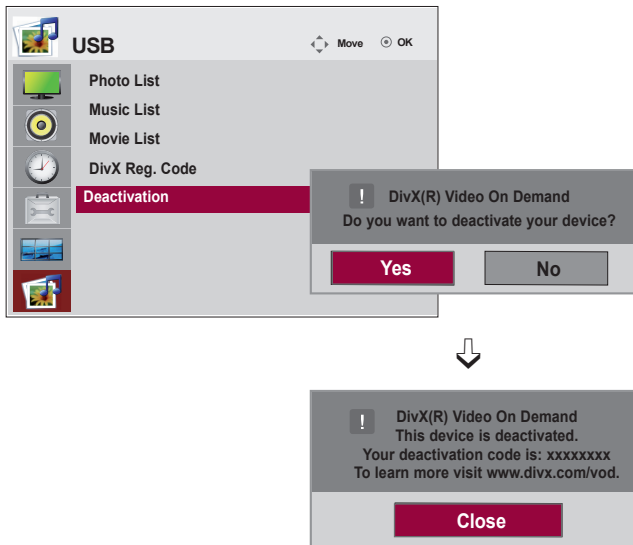 USB
Move OK
Photo List
Music List
Movie List
DivX Reg. Code
Deactivation
! DivX(R) Video On Demand
Do you want to deactivate your device?
Yes No
! DivX(R) Video On Demand
This device is deactivated.
Your deactivation code is: xxxxxxxx
To learn more visit www.divx.com/vod.
Close